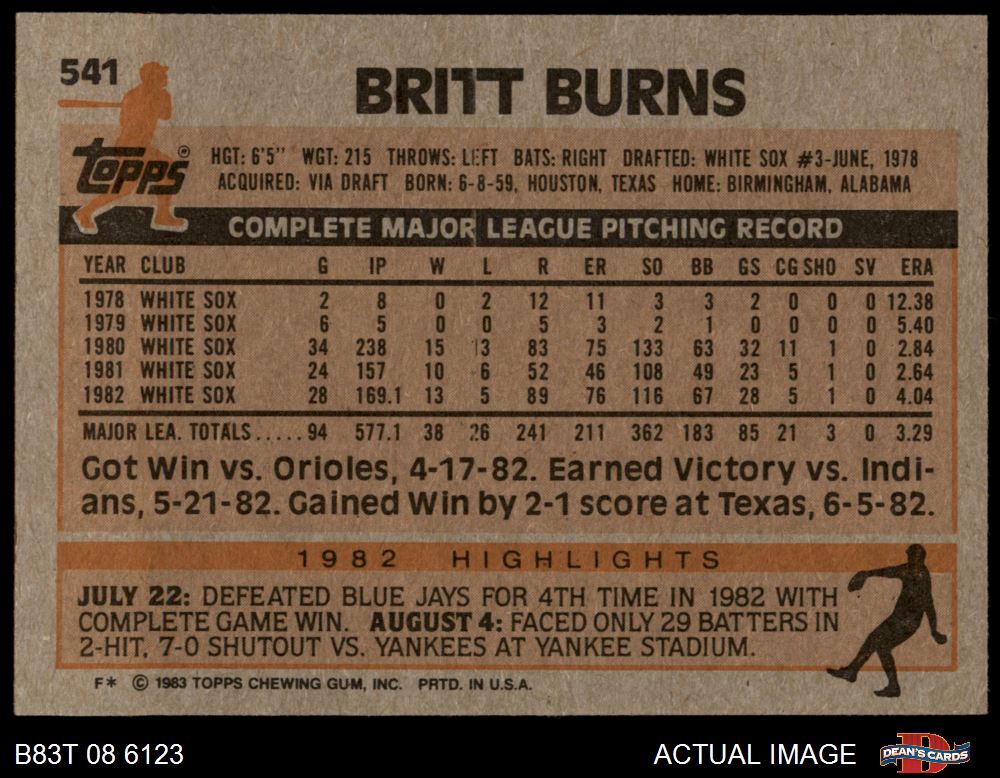 541
BRITT BURNS
TOPPS®
HGT: 6'5" WGT: 215 THROWS: LEFT BATS: RIGHT DRAFTED: WHITE SOX #3-JUNE, 1978
ACQUIRED: VIA DRAFT BORN: 6-8-59, HOUSTON, TEXAS HOME: BIRMINGHAM, ALABAMA
COMPLETE MAJOR LEAGUE PITCHING RECORD
YEAR CLUB G IP W L R ER SO BB GS CG SHO SV ERA
1978 WHITE SOX 2 8 0 2 12 11 3 3 2 0 0 0 12.38
1979 WHITE SOX 6 5 0 0 5 3 2 1 0 0 0 0 5.40
1980 WHITE SOX 34 238 15 13 83 75 133 63 32 11 1 0 2.84
1981 WHITE SOX 24 157 10 6 52 46 108 49 23 5 1 0 2.64
1982 WHITE SOX 28 169.1 13 5 89 76 116 67 28 5 1 0 4.04
MAJOR LEA. TOTALS.....94 577.1 38 26 241 211 362 183 85 21 3 0 3.29
Got Win vs. Orioles, 4-17-82. Earned Victory vs. Indi-
ans, 5-21-82. Gained Win by 2-1 score at Texas, 6-5-82.
1982 HIGHLIGHTS
JULY 22: DEFEATED BLUE JAYS FOR 4TH TIME IN 1982 WITH
COMPLETE GAME WIN. AUGUST 4: FACED ONLY 29 BATTERS IN
2-HIT, 7-0 SHUTOUT VS. YANKEES AT YANKEE STADIUM.
F* © 1983 TOPPS CHEWING GUM, INC. PRTD. IN U.S.A.
B83T 08 6123
ACTUAL IMAGE
D
DEAN'S CARDS